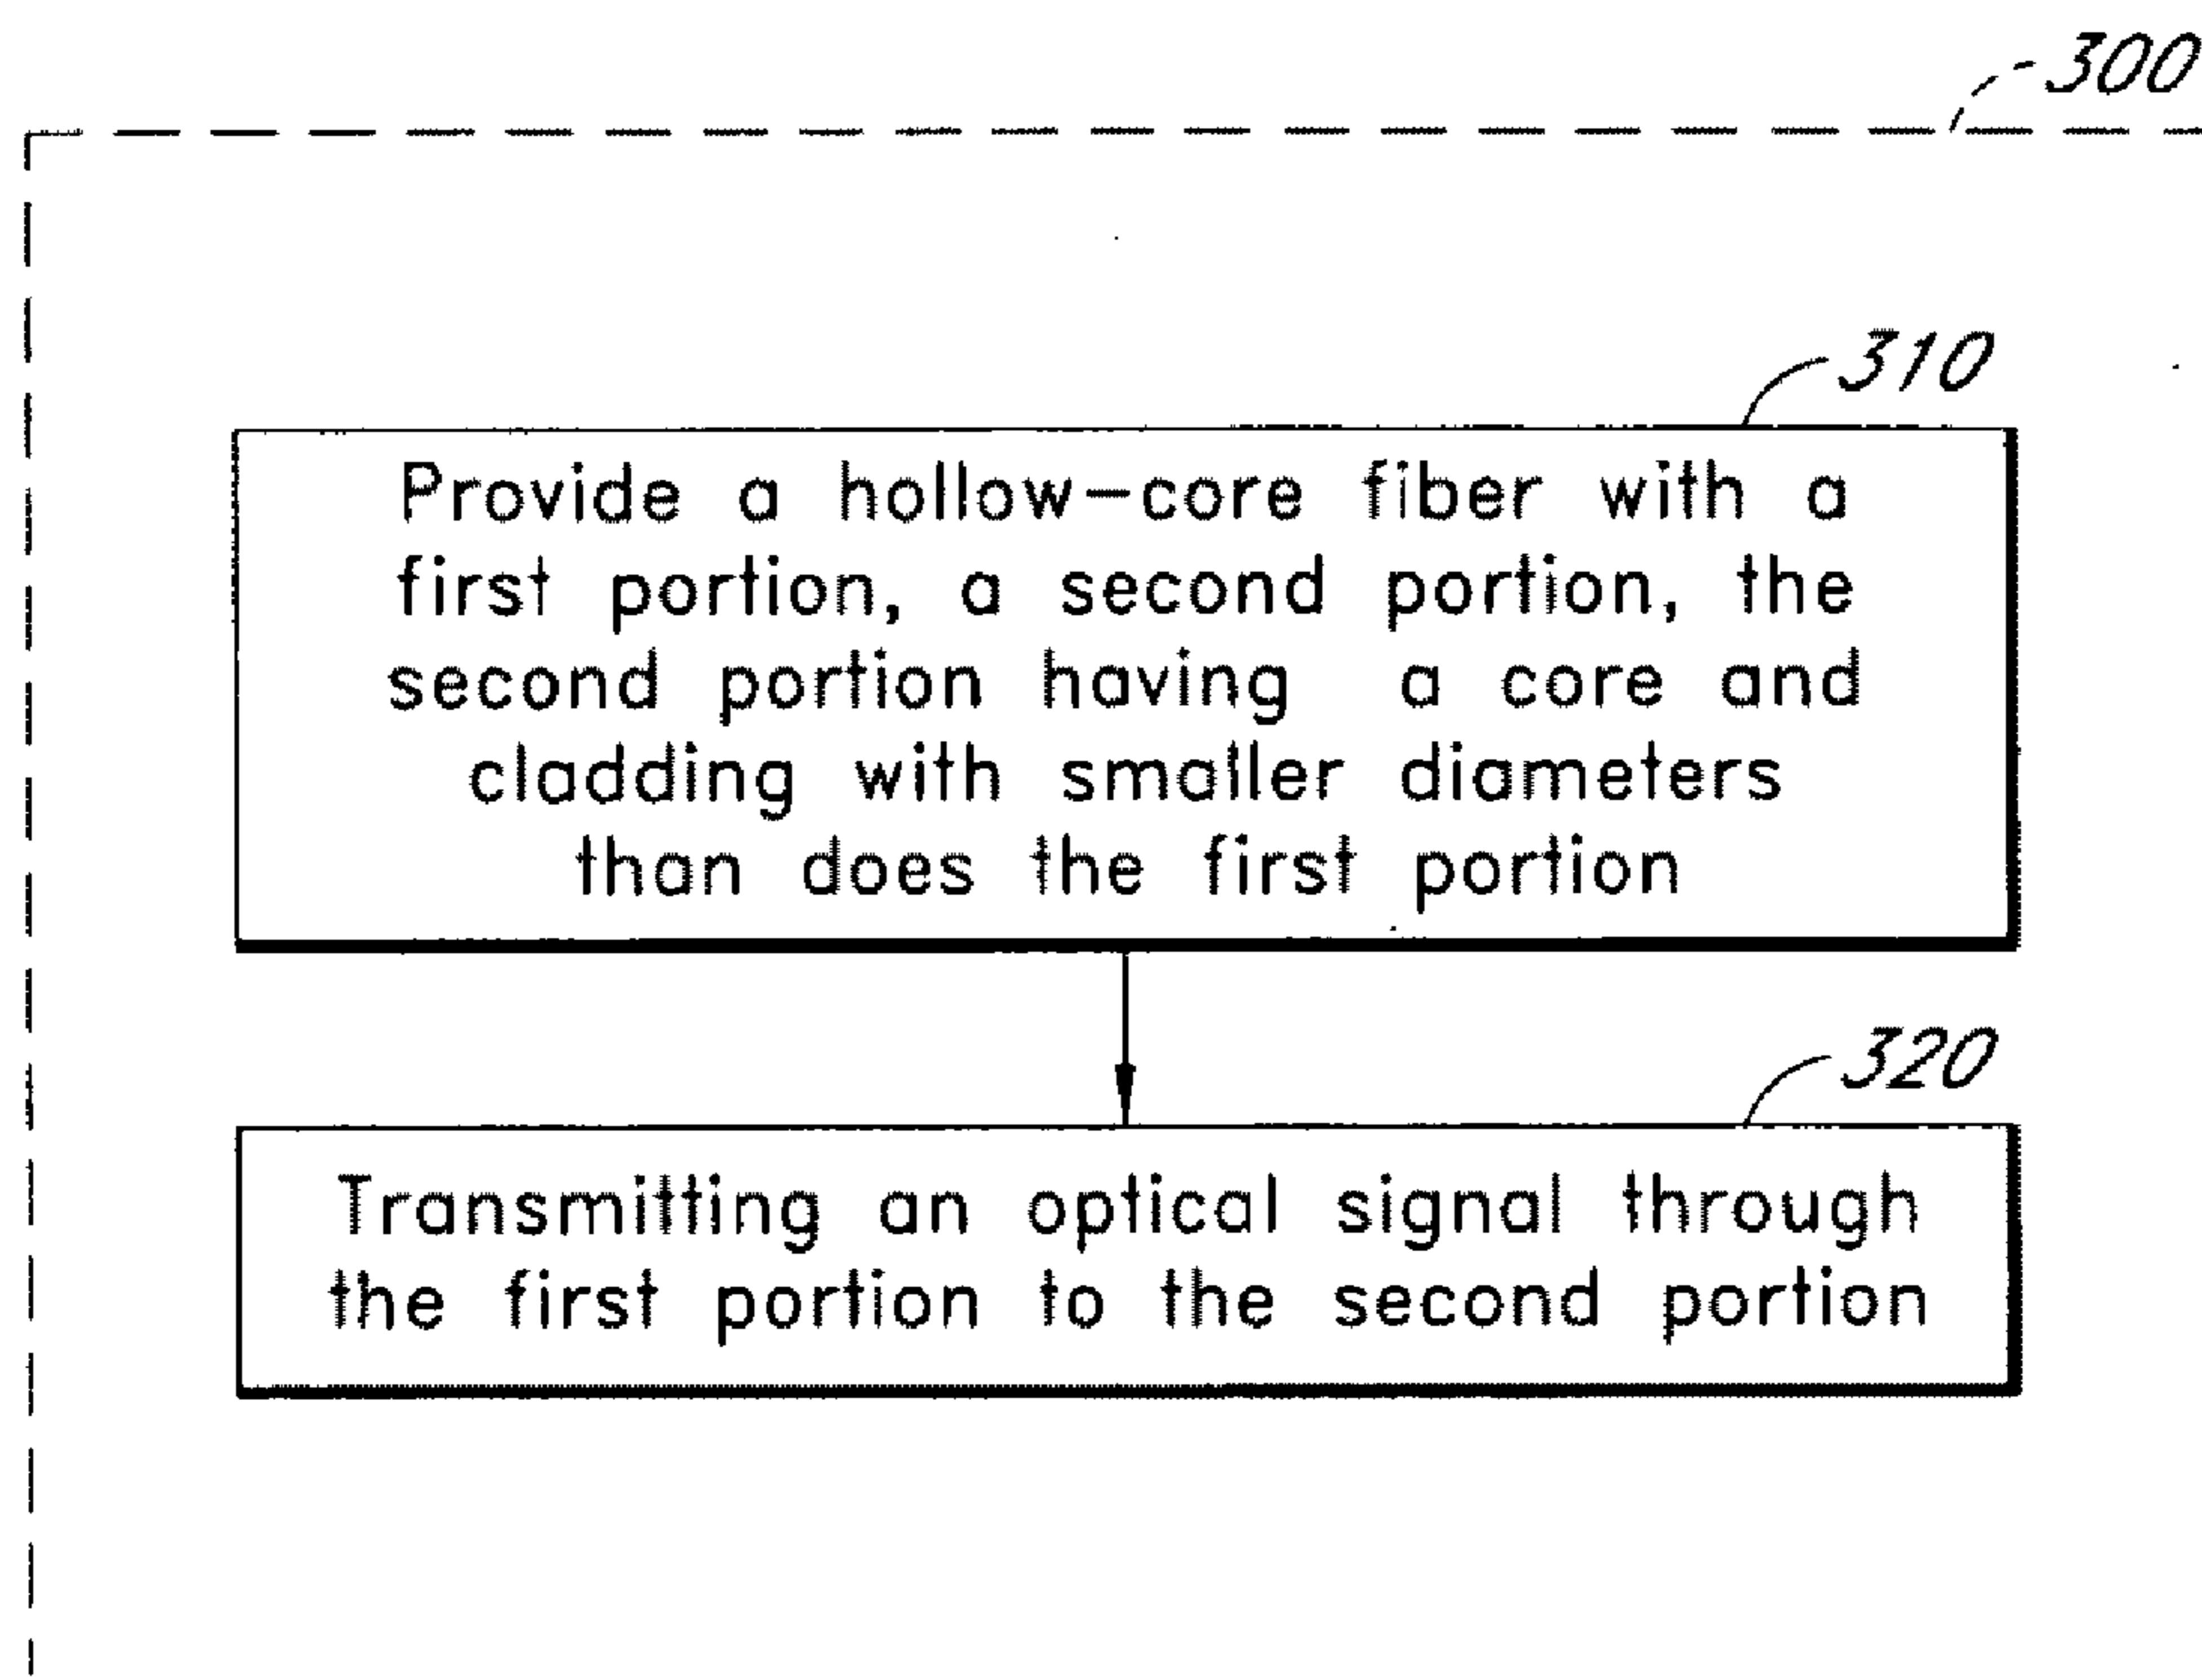 300
310
Provide a hollow-core fiber with a
first portion, a second portion, the
second portion having a core and
cladding with smaller diameters
than does the first portion
320
Transmitting an optical signal through
the first portion to the second portion